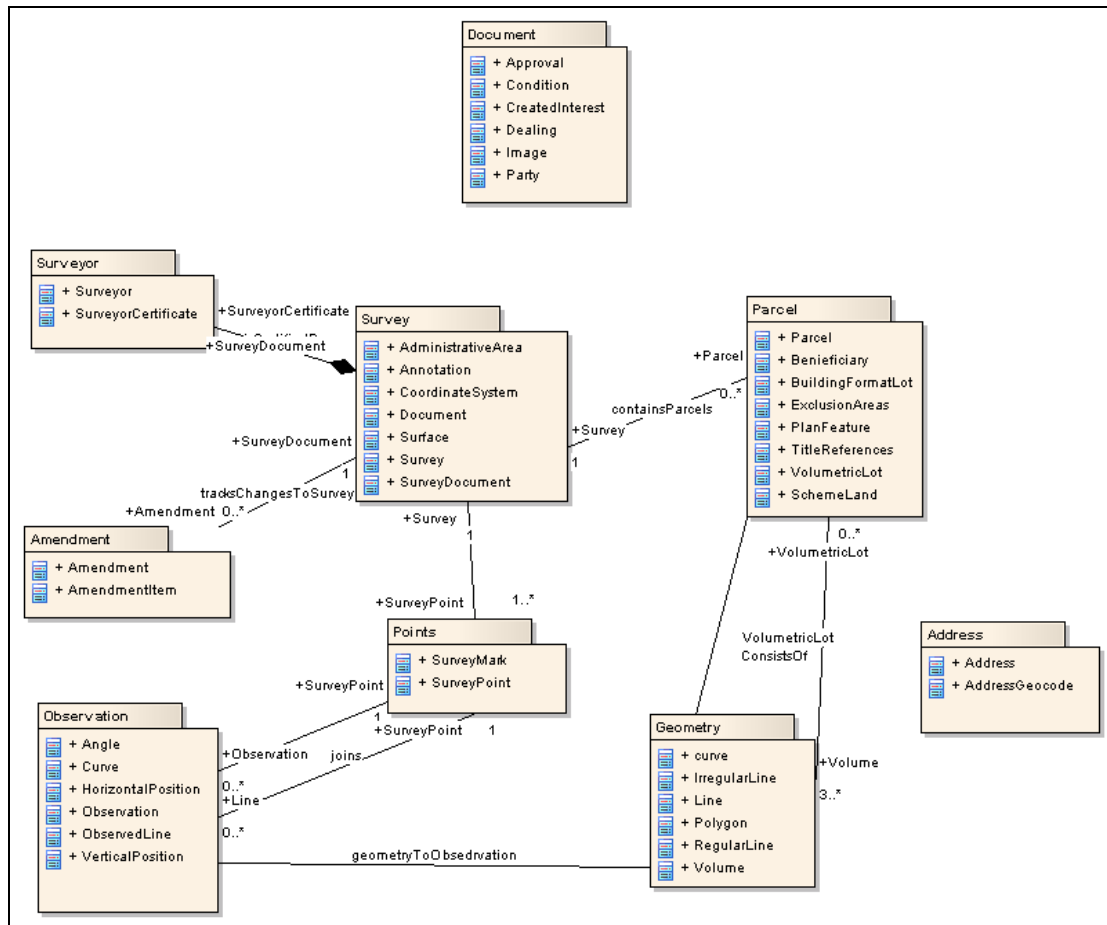 Document
+ Approval
+ Condition
+ CreatedInterest
+ Dealing
+ Image
+ Party
Surveyor
+ Surveyor
+ SurveyorCertificate
+SurveyorCertificate
+SurveyDocument
Survey
+ AdministrativeArea
+ Annotation
+ CoordinateSystem
+ Document
+ Surface
+ Survey
+ SurveyDocument
Parcel
+ Parcel
+ Benieficiary
+ BuildingFormatLot
+ ExclusionAreas
+ PlanFeature
+ TitleReferences
+ VolumetricLot
+ SchemeLand
+Parcel
0..*
containsParcels
+Survey
1
+SurveyDocument
1
tracksChangesToSurvey
+Amendment 0..*
Amendment
+ Amendment
+ AmendmentItem
+Survey
1
+SurveyPoint 1..*
Points
+ SurveyMark
+ SurveyPoint
0..*
+VolumetricLot
VolumetricLot
ConsistsOf
Address
+ Address
+ AddressGeocode
+SurveyPoint
1
+SurveyPoint 1
Observation
+ Angle
+ Curve
+ HorizontalPosition
+ Observation
+ ObservedLine
+ VerticalPosition
+Observation
joins
0..*
+Line
0..*
Geometry
+ curve
+ IrregularLine
+ Line
+ Polygon
+ RegularLine
+ Volume
+Volume
3..*
geometryToObsedrvation